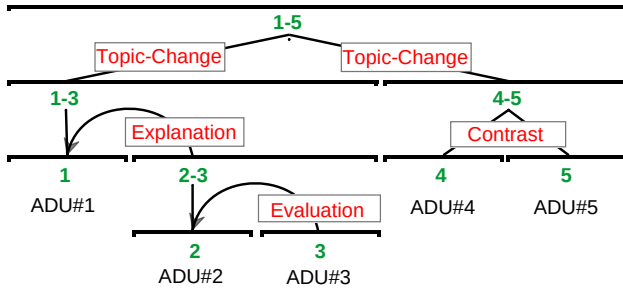 1-5
Topic-Change Topic-Change
1-3 4-5
Explanation Contrast
1 2-3 4 5
ADU#1 ADU#4 ADU#5
Evaluation
2 3
ADU#2 ADU#3